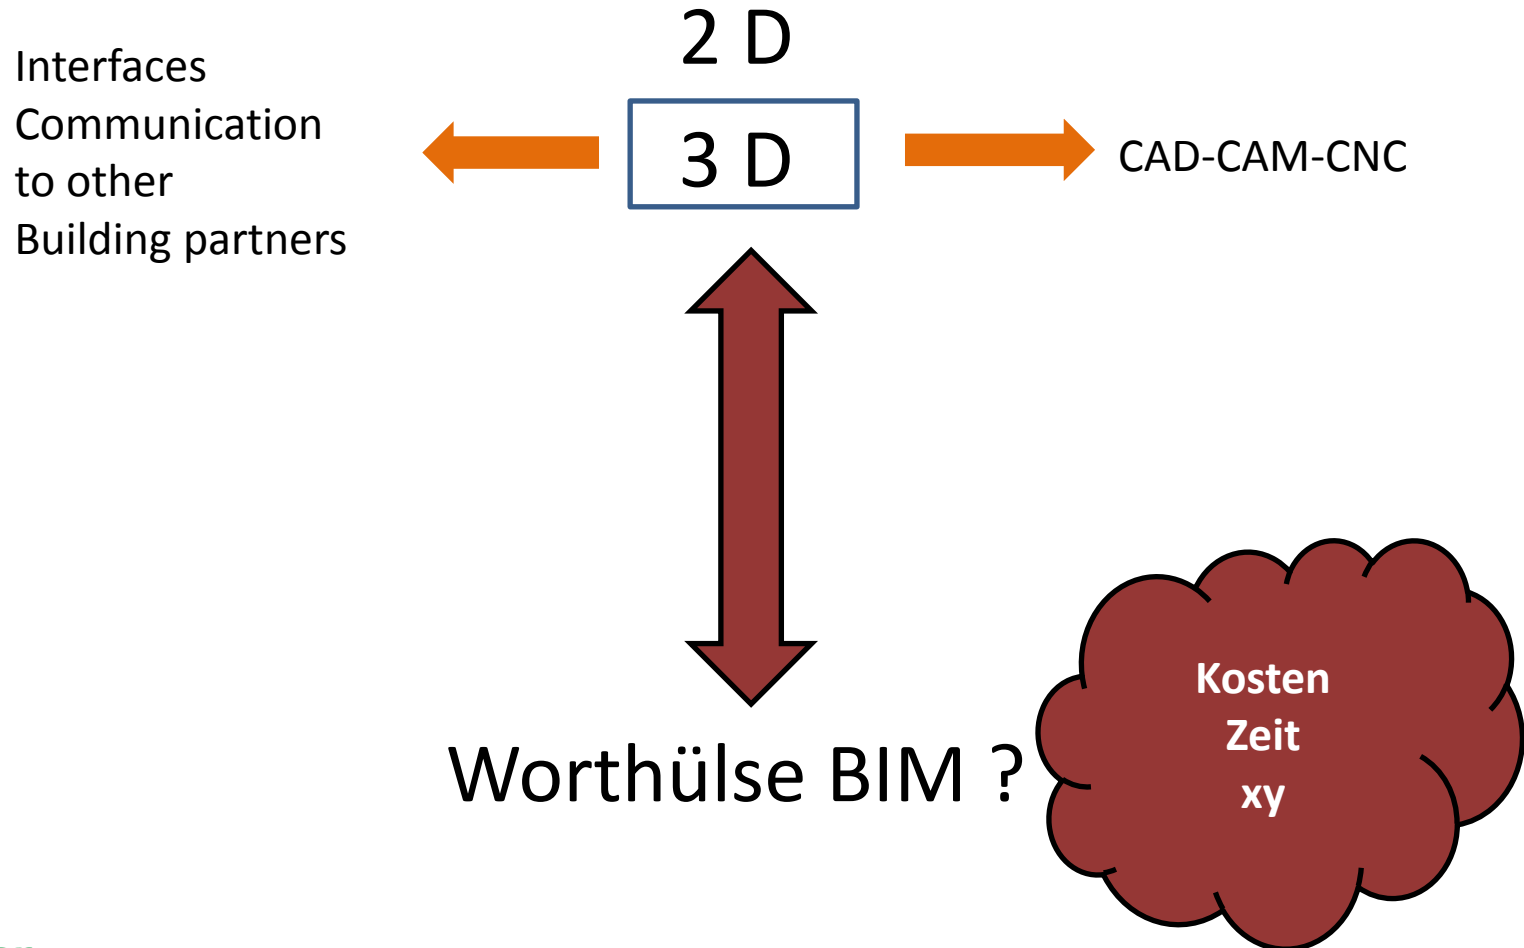 2 D
Interfaces
Communication
to other
Building partners
3 D
CAD-CAM-CNC
Worthülse BIM ?
Kosten
Zeit
xy